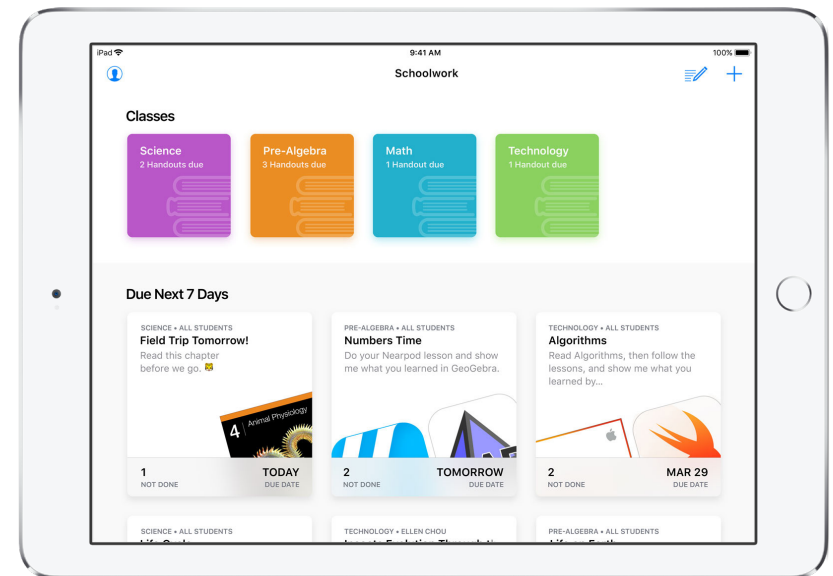 iPad
9:41 AM
100%
Schoolwork
Classes
Science
2 Handouts due
Pre-Algebra
3 Handouts due
Math
1 Handout due
Technology
1 Handout due
Due Next 7 Days
SCIENCE • ALL STUDENTS
Field Trip Tomorrow!
Read this chapter
before we go. 🐯
4 Animal Physiology
1
NOT DONE
TODAY
DUE DATE
PRE-ALGEBRA • ALL STUDENTS
Numbers Time
Do your Nearpod lesson and show
me what you learned in GeoGebra.
2
NOT DONE
TOMORROW
DUE DATE
TECHNOLOGY • ALL STUDENTS
Algorithms
Read Algorithms, then follow the
lessons, and show me what you
learned by...
2
NOT DONE
MAR 29
DUE DATE
SCIENCE • ALL STUDENTS
TECHNOLOGY • ELLEN CHOU
PRE-ALGEBRA • ALL STUDENTS